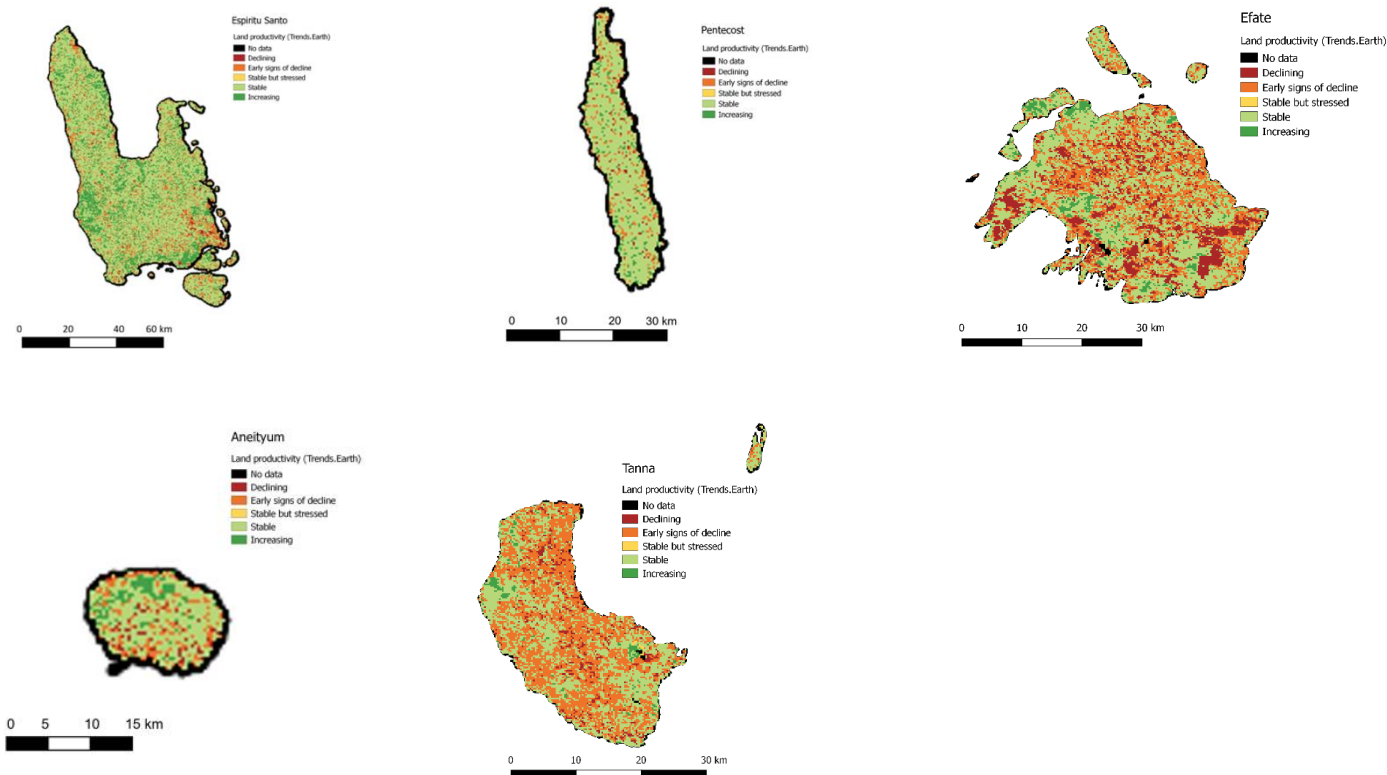 Espiritu Santo
Land productivity (Trends.Earth)
No data
Declining
Early signs of decline
Stable but stressed
Stable
Increasing
0 20 40 60 km
Pentecost
Land productivity (Trends.Earth)
No data
Declining
Early signs of decline
Stable but stressed
Stable
Increasing
0 10 20 30 km
Efate
Land productivity (Trends.Earth)
No data
Declining
Early signs of decline
Stable but stressed
Stable
Increasing
0 10 20 30 km
Aneityum
Land productivity (Trends.Earth)
No data
Declining
Early signs of decline
Stable but stressed
Stable
Increasing
0 5 10 15 km
Tanna
Land productivity (Trends.Earth)
No data
Declining
Early signs of decline
Stable but stressed
Stable
Increasing
0 10 20 30 km